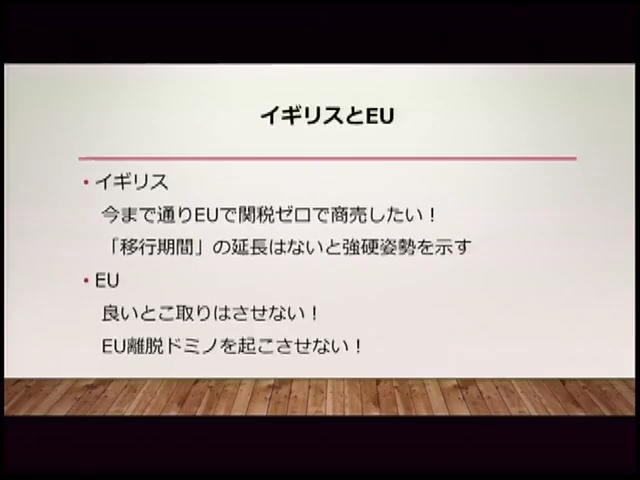 イギリスとEU
・イギリス
今まで通りEUで関税ゼロで商売したい！
「移行期間」の延長はないと強硬姿勢を示す
・EU
良いとこ取りはさせない！
EU離脱ドミノを起こさせない！